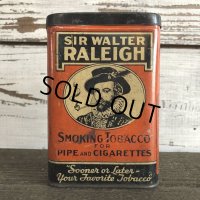 SIR WALTER
RALEIGH
SOLD OUT
SMOKING TOBACCO
FOR
PIPE AND CIGARETTES
"Sooner or Later-
Your Favorite Tobacco"